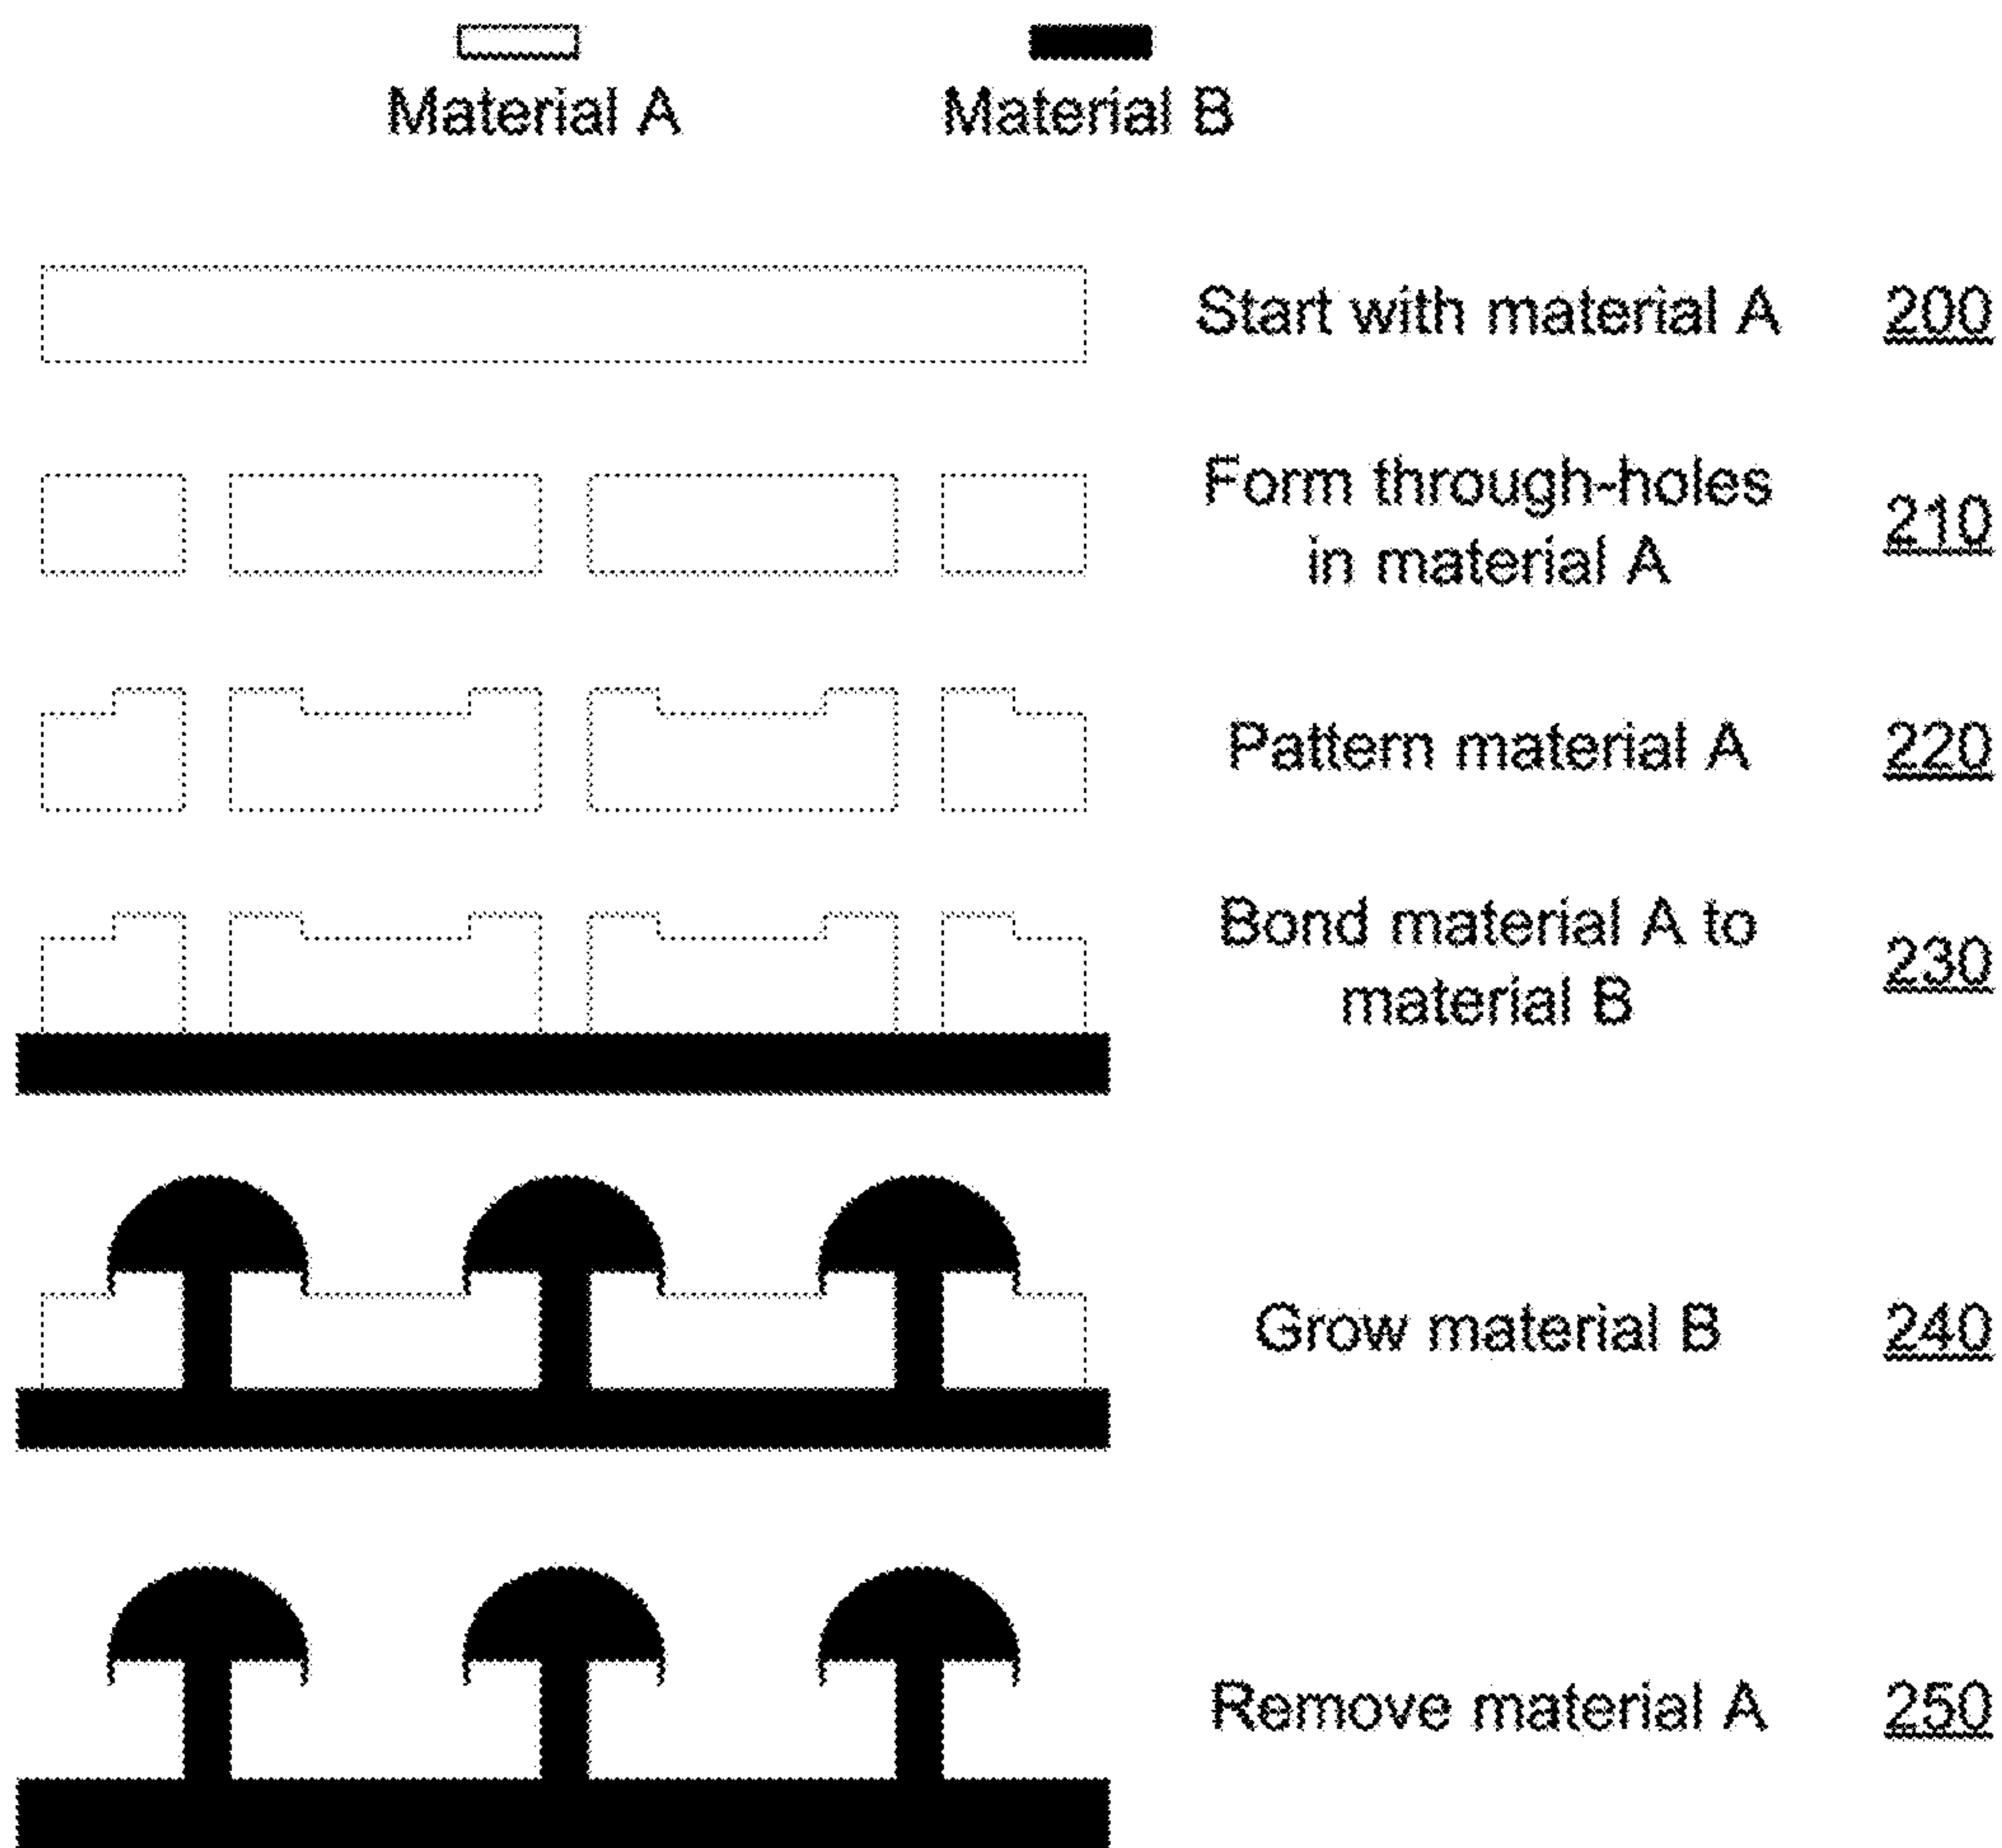 Material A
Material B
Start with material A 200
Form through-holes
in material A
210
Pattern material A 220
Bond material A to
material B
230
Grow material B 240
Remove material A 250